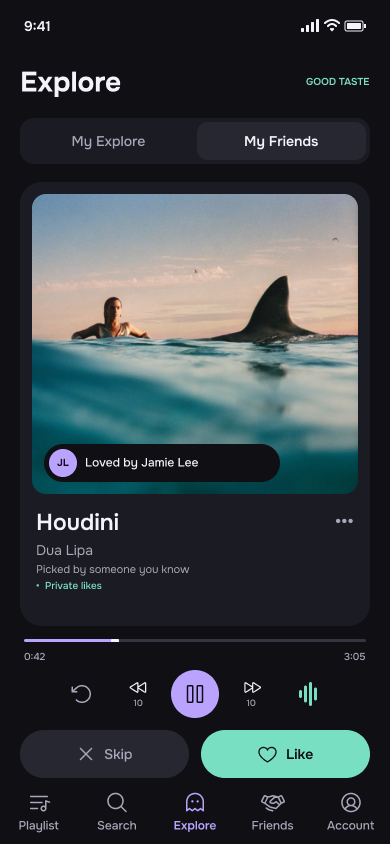 9:41
Explore
GOOD TASTE
My Explore
My Friends
JL
Loved by Jamie Lee
Houdini
Dua Lipa
Picked by someone you know
• Private likes
0:42
3:05
10
10
Skip
Like
Playlist
Search
Explore
Friends
Account